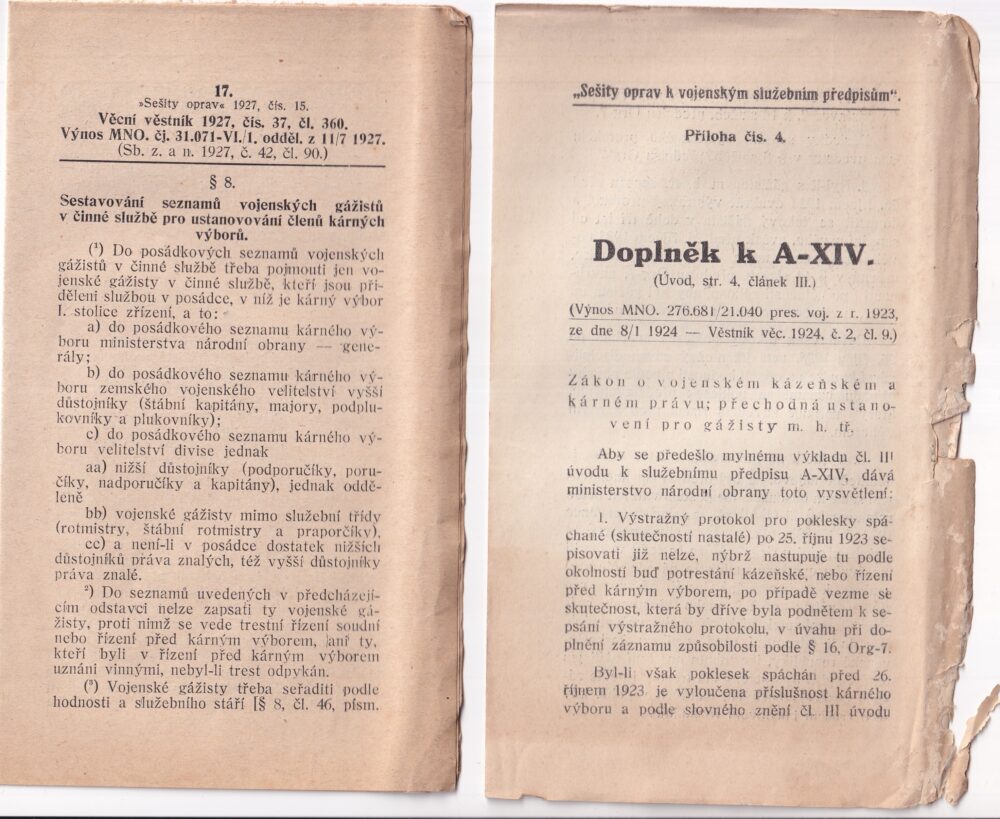 17.
»Sešity oprav« 1927, čís. 15.
Věcní věstník 1927, čís. 37, čl. 360.
Výnos MNO. čj. 31.071-VI./1. odděl. z 11/7 1927.
(Sb. z. a n. 1927, č. 42, čl. 90.)
§ 8.
Sestavování seznamů vojenských gážistů
v činné službě pro ustanovování členů kárných
výborů.
(¹) Do posádkových seznamů vojenských
gážistů v činné službě třeba pojmouti jen vo-
jenské gážisty v činné službě, kteří jsou při-
děleni službou v posádce, v níž je kárný výbor
I. stolice zřízení, a to:
a) do posádkového seznamu kárného vý-
boru ministerstva národní obrany — gene-
rály;
b) do posádkového seznamu kárného vý-
boru zemského vojenského velitelství vyšší
důstojníky (štábní kapitány, majory, podplu-
kovníky a plukovníky);
c) do posádkového seznamu kárného vý-
boru velitelství divise jednak
aa) nižší důstojníky (podporučíky, poru-
číky, nadporučíky a kapitány), jednak oddě-
leně
bb) vojenské gážisty mimo služební třídy
(rotmistry, štábní rotmistry a praporčíky),
cc) a není-li v posádce dostatek nižších
důstojníků práva znalých, též vyšší důstojníky
práva znalé.
²) Do seznamů uvedených v předcházejí-
cím odstavci nelze zapsati ty vojenské gá-
žisty, proti nimž se vede trestní řízení soudní
nebo řízení před kárným výborem, ani ty,
kteří byli v řízení před kárným výborem
uznáni vinnými, nebyl-li trest odpykán.
(³) Vojenské gážisty třeba seřaditi podle
hodnosti a služebního stáří [§ 8, čl. 46, písm.
„Sešity oprav k vojenským služebním předpisům“.
Příloha čís. 4.
Doplněk k A-XIV.
(Úvod, str. 4, článek III.)
(Výnos MNO. 276.681/21.040 pres. voj. z r. 1923,
ze dne 8/1 1924 — Věstník věc. 1924, č. 2, čl. 9.)
Zákon o vojenském kázeňském a
kárném právu; přechodná ustano-
vení pro gážisty m. h. tř.
Aby se předešlo mylnému výkladu čl. III
úvodu k služebnímu předpisu A-XIV, dává
ministerstvo národní obrany toto vysvětlení:
1. Výstražný protokol pro poklesky spá-
chané (skutečností nastalé) po 25. říjnu 1923 se-
pisovati již nelze, nýbrž nastupuje tu podle
okolností buď potrestání kázeňské, nebo řízení
před kárným výborem, po případě vezme se
skutečnost, která by dříve byla podnětem k se-
psání výstražného protokolu, v úvahu při do-
plnění záznamu způsobilosti podle § 16, Org-7.
Byl-li však poklesek spáchán před 26.
říjnem 1923 je vyloučena příslušnost kárného
výboru a podle slovného znění čl. III úvodu